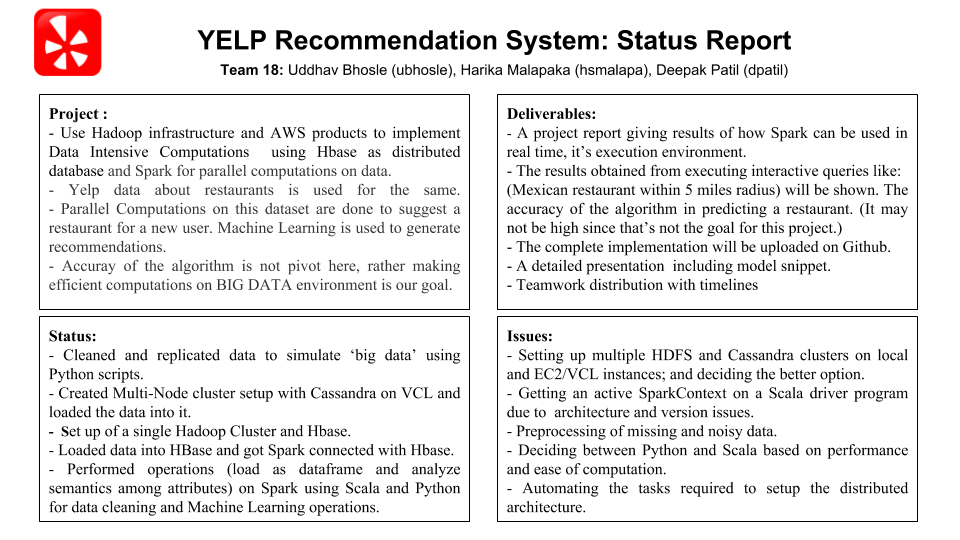 YELP Recommendation System: Status Report
Team 18: Uddhav Bhosle (ubhosle), Harika Malapaka (hsmalapa), Deepak Patil (dpatil)
Project :
- Use Hadoop infrastructure and AWS products to implement
Data Intensive Computations using Hbase as distributed
database and Spark for parallel computations on data.
- Yelp data about restaurants is used for the same.
- Parallel Computations on this dataset are done to suggest a
restaurant for a new user. Machine Learning is used to generate
recommendations.
- Accuray of the algorithm is not pivot here, rather making
efficient computations on BIG DATA environment is our goal.
Deliverables:
- A project report giving results of how Spark can be used in
real time, it's execution environment.
- The results obtained from executing interactive queries like:
(Mexican restaurant within 5 miles radius) will be shown. The
accuracy of the algorithm in predicting a restaurant. (It may
not be high since that's not the goal for this project.)
- The complete implementation will be uploaded on Github.
- A detailed presentation including model snippet.
- Teamwork distribution with timelines
Status:
- Cleaned and replicated data to simulate 'big data' using
Python scripts.
- Created Multi-Node cluster setup with Cassandra on VCL and
loaded the data into it.
- Set up of a single Hadoop Cluster and Hbase.
- Loaded data into HBase and got Spark connected with Hbase.
- Performed operations (load as dataframe and analyze
semantics among attributes) on Spark using Scala and Python
for data cleaning and Machine Learning operations.
Issues:
- Setting up multiple HDFS and Cassandra clusters on local
and EC2/VCL instances; and deciding the better option.
- Getting an active SparkContext on a Scala driver program
due to architecture and version issues.
- Preprocessing of missing and noisy data.
- Deciding between Python and Scala based on performance
and ease of computation.
- Automating the tasks required to setup the distributed
architecture.